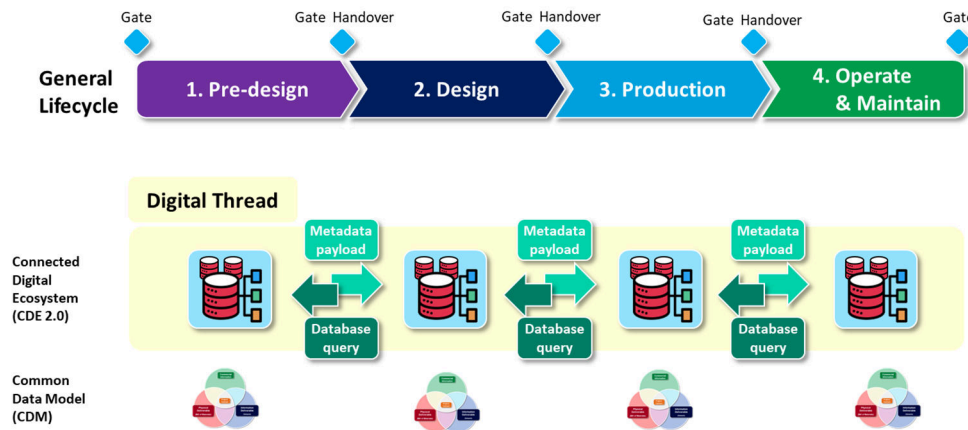 Gate
Gate Handover
Gate Handover
Gate Handover
Gate
General
Lifecycle
1. Pre-design
2. Design
3. Production
4. Operate
& Maintain
Digital Thread
Connected
Digital
Ecosystem
(CDE 2.0)
Metadata
payload
Database
query
Metadata
payload
Database
query
Metadata
payload
Database
query
Common
Data Model
(CDM)